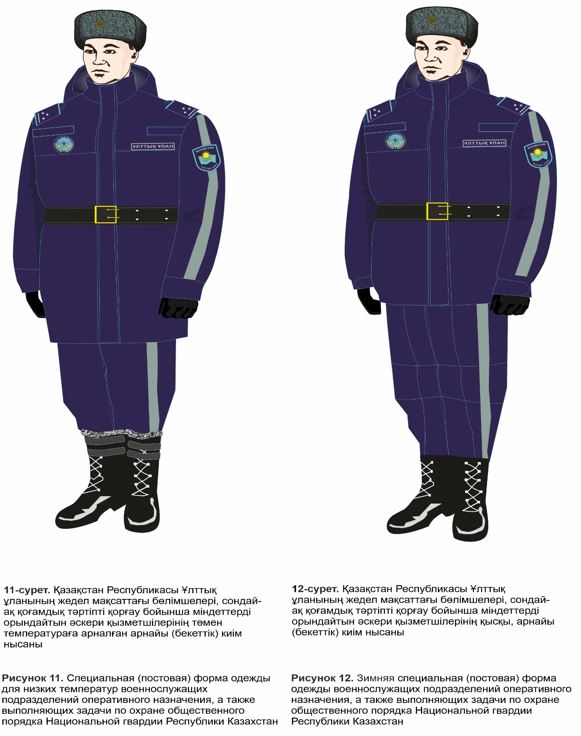 ҰЛТТЫҚ ҰЛАН
ҰЛТТЫҚ ҰЛАН
11-сурет. Қазақстан Республикасы Ұлттық
ұланының жедел мақсаттағы бөлімшелері, сондай-
ақ қоғамдық тәртіпті қорғау бойынша міндеттерді
орындайтын әскери қызметшілерінің төмен
температураға арналған арнайы (бекеттік) киім
нысаны
12-сурет. Қазақстан Республикасы Ұлттық
ұланының жедел мақсаттағы бөлімшелері, сондай-
ақ қоғамдық тәртіпті қорғау бойынша міндеттерді
орындайтын әскери қызметшілерінің қысқы, арнайы
(бекеттік) киім нысаны
Рисунок 11. Специальная (постовая) форма одежды
для низких температур военнослужащих
подразделений оперативного назначения, а также
выполняющих задачи по охране общественного
порядка Национальной гвардии Республики Казахстан
Рисунок 12. Зимняя специальная (постовая) форма
одежды военнослужащих подразделений оперативного
назначения, а также выполняющих задачи по охране
общественного порядка Национальной гвардии
Республики Казахстан